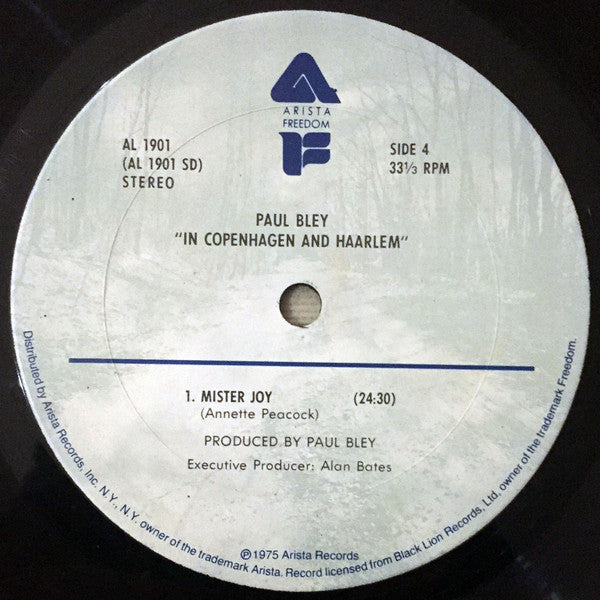 ARISTA
FREEDOM
AL 1901
(AL 1901 SD)
STEREO
SIDE 4
33⅓ RPM
PAUL BLEY
"IN COPENHAGEN AND HAARLEM"
1. MISTER JOY (24:30)
(Annette Peacock)
PRODUCED BY PAUL BLEY
Executive Producer: Alan Bates
℗1975 Arista Records
Distributed by Arista Records, Inc. N.Y., N.Y. owner of the trademark Arista. Record licensed from Black Lion Records, Ltd, owner of the trademark Freedom.